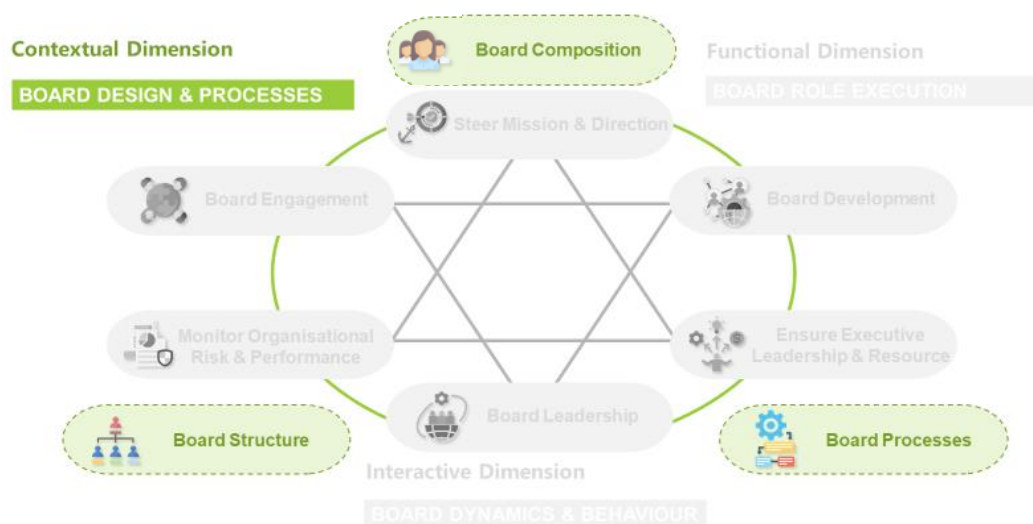 Contextual Dimension
BOARD DESIGN & PROCESSES
Board Composition
Functional Dimension
BOARD ROLE EXECUTION
Steer Mission & Direction
Board Engagement
Board Development
Monitor Organisational
Risk & Performance
Ensure Executive
Leadership & Resource
Board Leadership
Board Structure
Board Processes
Interactive Dimension
BOARD DYNAMICS & BEHAVIOUR